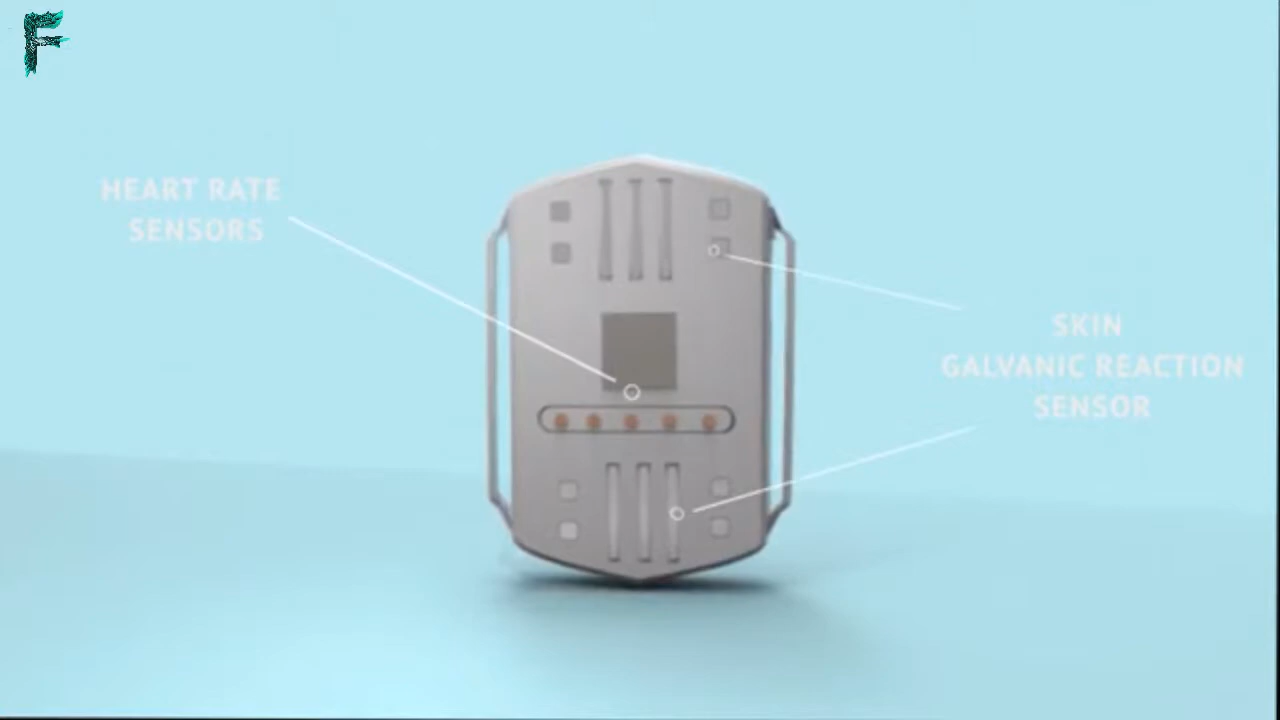 F
HEART RATE
SENSORS
SKIN
GALVANIC REACTION
SENSOR